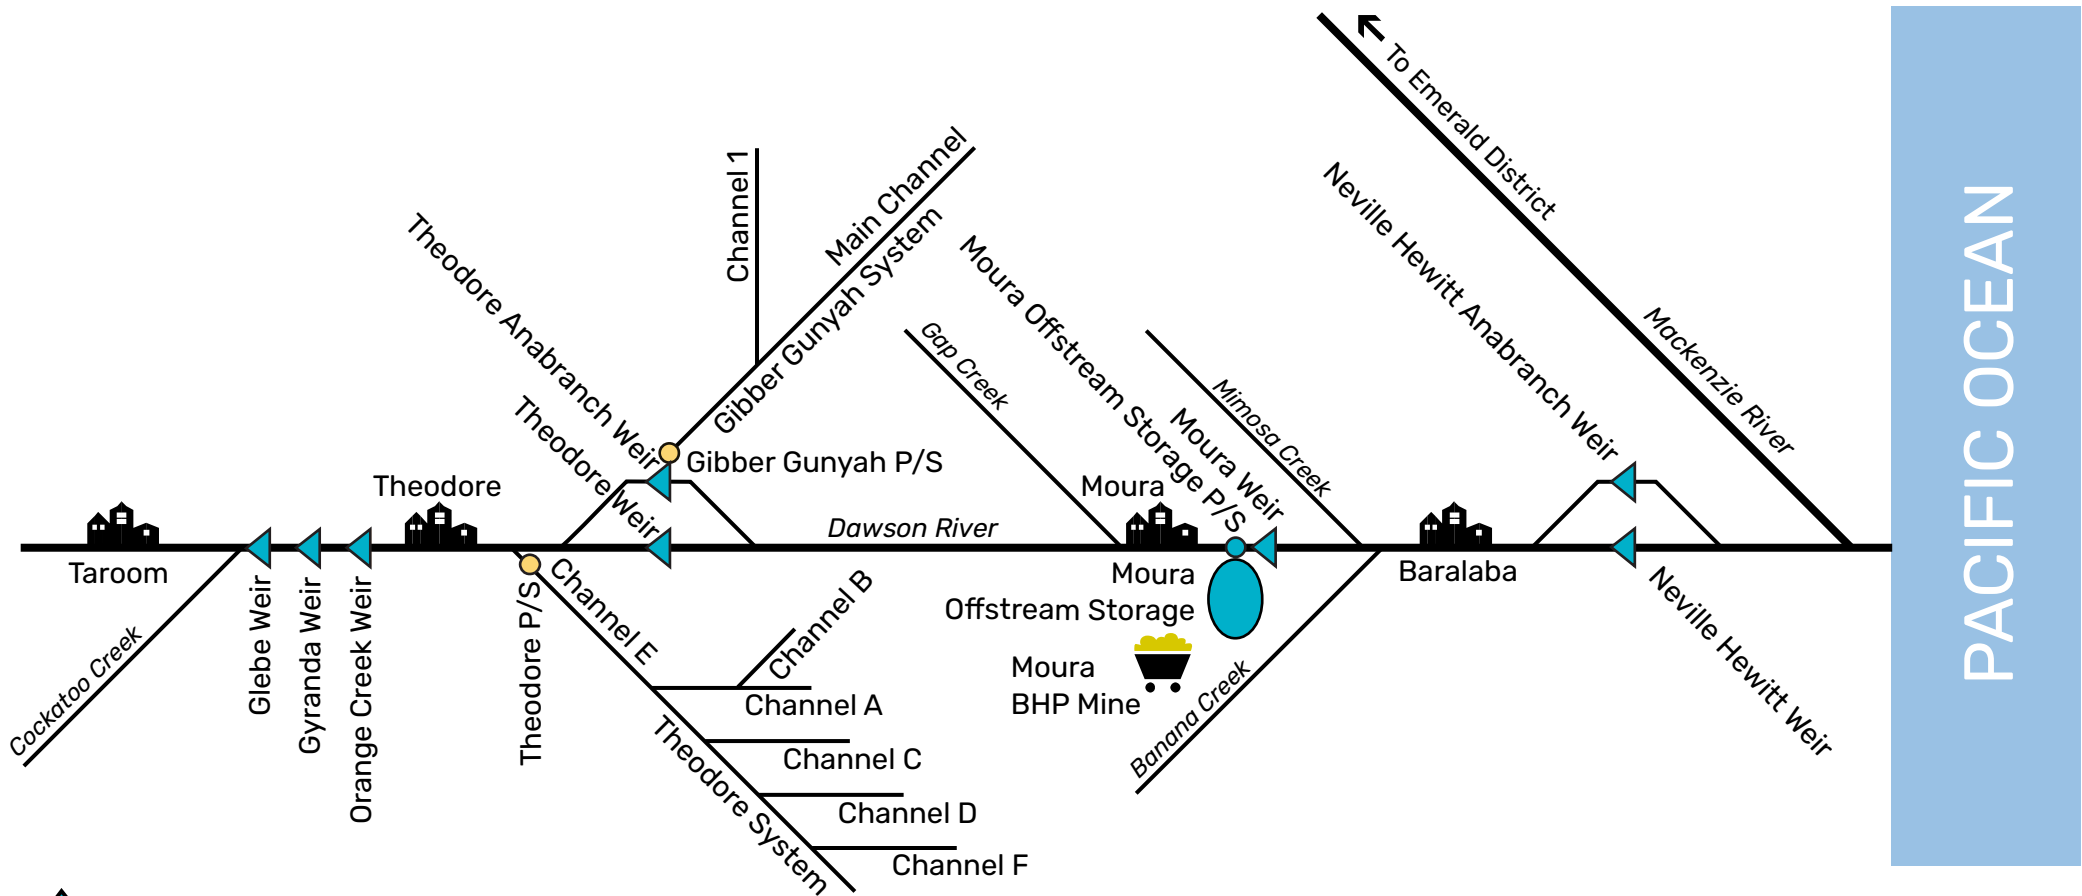 To Emerald District
Mackenzie River
PACIFIC OCEAN
Neville Hewitt Anabranch Weir
Channel 1
Main Channel
Gibber Gunyah System
Theodore Anabranch Weir
Theodore Weir
Gibber Gunyah P/S
Moura Offstream Storage P/S
Moura Weir
Gap Creek
Mimosa Creek
Theodore
Moura
Dawson River
Taroom
Moura
Offstream Storage
Baralaba
Cockatoo Creek
Glebe Weir
Gyranda Weir
Orange Creek Weir
Theodore P/S
Channel E
Channel B
Channel A
Channel C
Channel D
Channel F
Theodore System
Moura
BHP Mine
Banana Creek
Neville Hewitt Weir